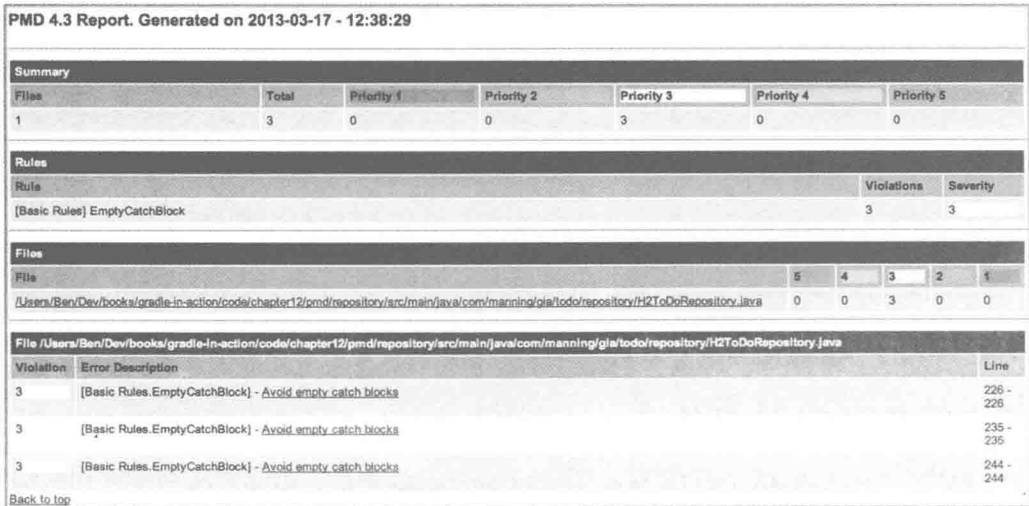 PMD 4.3 Report. Generated on 2013-03-17 - 12:38:29
Summary
Files Total Priority 1 Priority 2 Priority 3 Priority 4 Priority 5
1 3 0 0 3 0 0
Rules
Rule Violations Severity
[Basic Rules] EmptyCatchBlock 3 3
Files
File 5 4 3 2 1
/Users/Ben/Dev/books/gradle-in-action/code/chapter12/pmd/repository/src/main/java/com/manning/gia/todo/repository/H2ToDoRepository.java 0 0 3 0 0
File /Users/Ben/Dev/books/gradle-in-action/code/chapter12/pmd/repository/src/main/java/com/manning/gia/todo/repository/H2ToDoRepository.java
Violation Error Description Line
3 [Basic Rules.EmptyCatchBlock] - Avoid empty catch blocks 226 -
226
3 [Basic Rules.EmptyCatchBlock] - Avoid empty catch blocks 235 -
235
3 [Basic Rules.EmptyCatchBlock] - Avoid empty catch blocks 244 -
244
Back to top